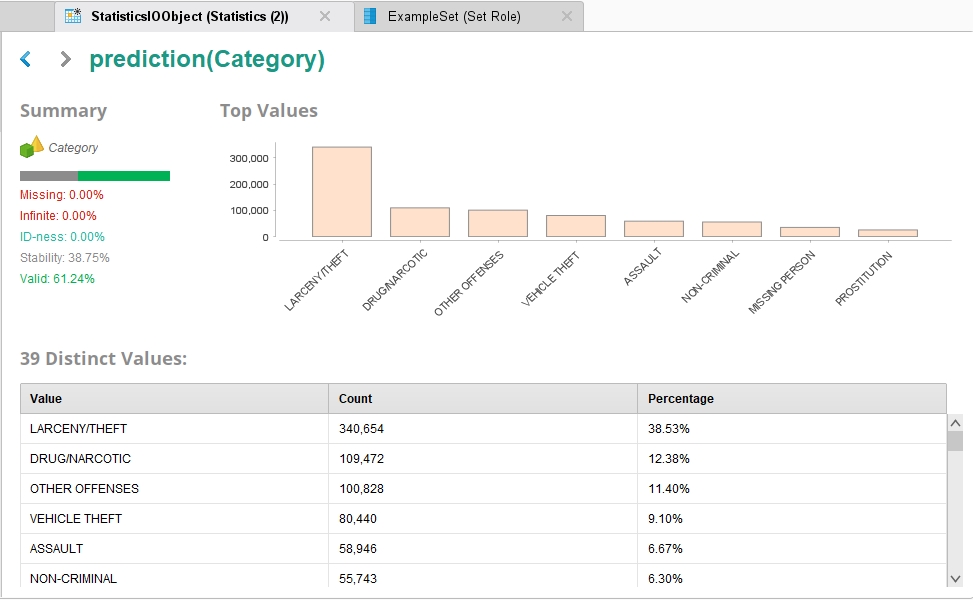 StatisticsIOObject (Statistics (2)) ExampleSet (Set Role)
prediction(Category)
Summary
Category
Missing: 0.00%
Infinite: 0.00%
ID-ness: 0.00%
Stability: 38.75%
Valid: 61.24%
Top Values
300,000
200,000
100,000
0
LARCENY/THEFT
DRUG/NARCOTIC
OTHER OFFENSES
VEHICLE THEFT
ASSAULT
NON-CRIMINAL
MISSING PERSON
PROSTITUTION
39 Distinct Values:
Value Count Percentage
LARCENY/THEFT 340,654 38.53%
DRUG/NARCOTIC 109,472 12.38%
OTHER OFFENSES 100,828 11.40%
VEHICLE THEFT 80,440 9.10%
ASSAULT 58,946 6.67%
NON-CRIMINAL 55,743 6.30%